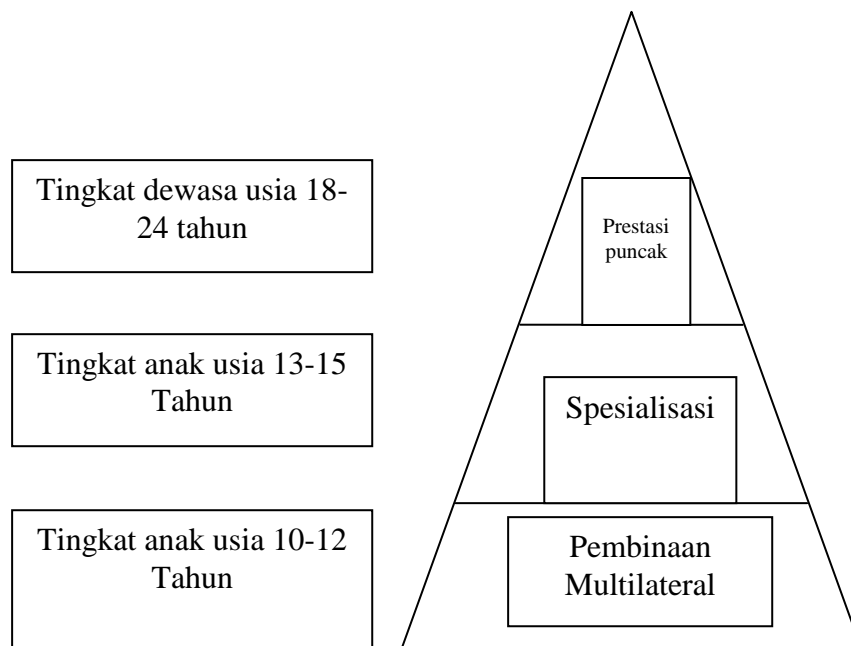 Tingkat dewasa usia 18-
24 tahun
Prestasi
puncak
Tingkat anak usia 13-15
Tahun
Spesialisasi
Tingkat anak usia 10-12
Tahun
Pembinaan
Multilateral